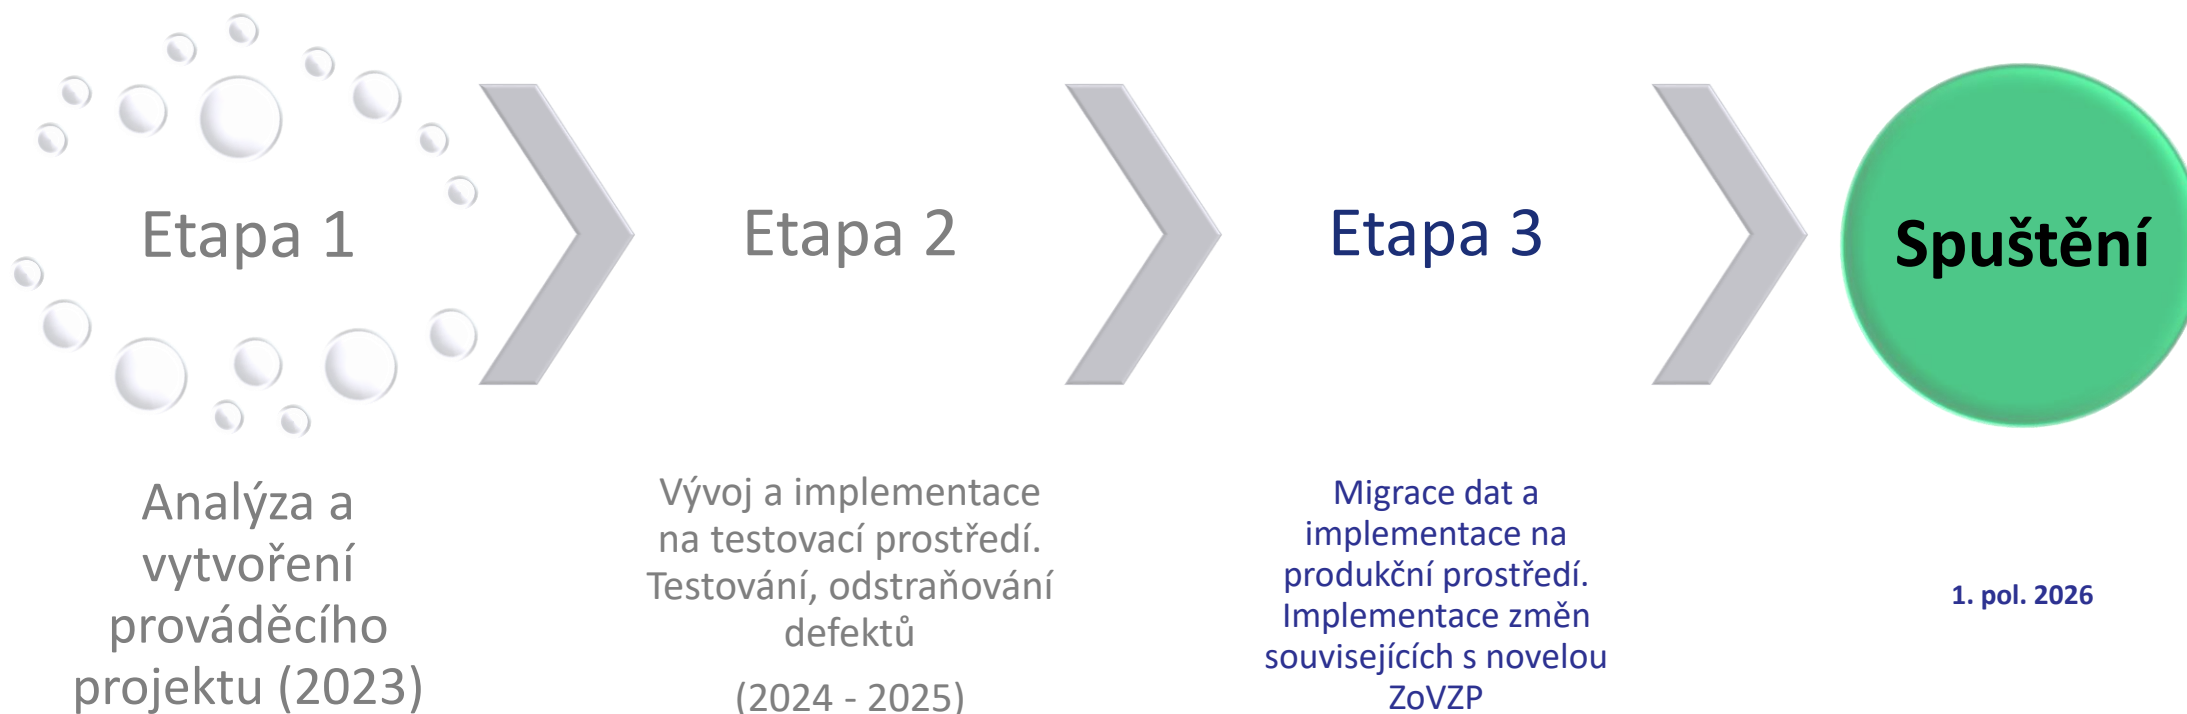 Etapa 1
Etapa 2
Etapa 3
Spuštění
Analýza a
vytvoření
prováděcího
projektu (2023)
Vývoj a implementace
na testovací prostředí.
Testování, odstraňování
defektů
(2024 - 2025)
Migrace dat a
implementace na
produkční prostředí.
Implementace změn
souvisejících s novelou
ZoVZP
1. pol. 2026